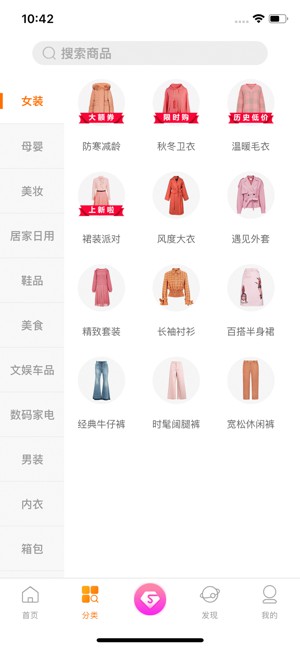 10:42
搜索商品
女装
母婴
美妆
居家日用
鞋品
美食
文娱车品
数码家电
男装
内衣
箱包
大额券
限时购
历史低价
防寒减龄
秋冬卫衣
温暖毛衣
上新啦
裙装派对
风度大衣
遇见外套
精致套装
长袖衬衫
百搭半身裙
经典牛仔裤
时髦阔腿裤
宽松休闲裤
首页
分类
发现
我的